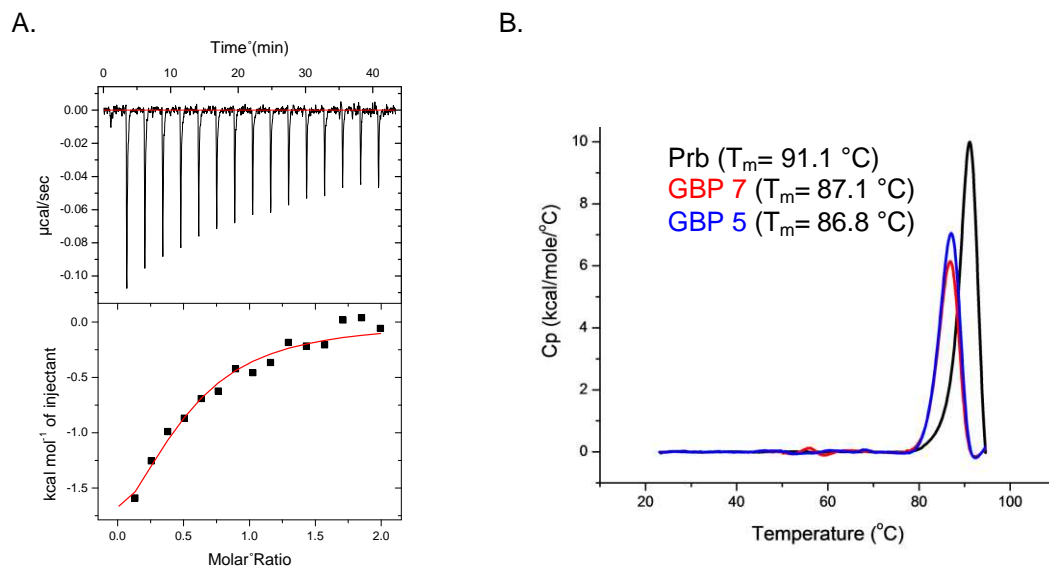 A.
Time˚(min)
0 10 20 30 40
0.00
-0.02
-0.04
-0.06
-0.08
-0.10
µcal/sec
0.0
-0.5
-1.0
-1.5
kcal mol⁻¹ of injectant
0.0 0.5 1.0 1.5 2.0
Molar˚Ratio
B.
Prb (Tm= 91.1 °C)
GBP 7 (Tm= 87.1 °C)
GBP 5 (Tm= 86.8 °C)
10
8
6
4
2
0
Cp (kcal/mole/°C)
20 40 60 80 100
Temperature (°C)